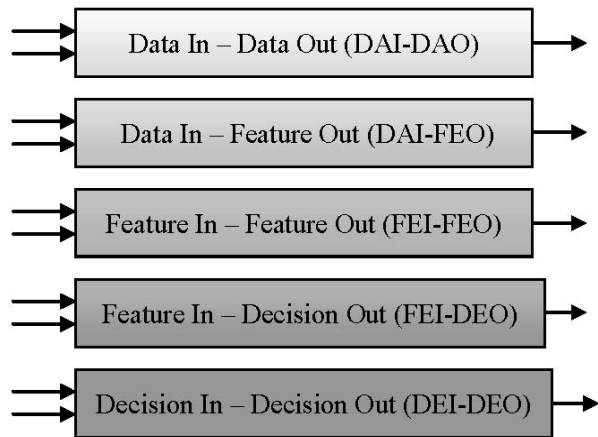 Data In – Data Out (DAI-DAO)
Data In – Feature Out (DAI-FEO)
Feature In – Feature Out (FEI-FEO)
Feature In – Decision Out (FEI-DEO)
Decision In – Decision Out (DEI-DEO)